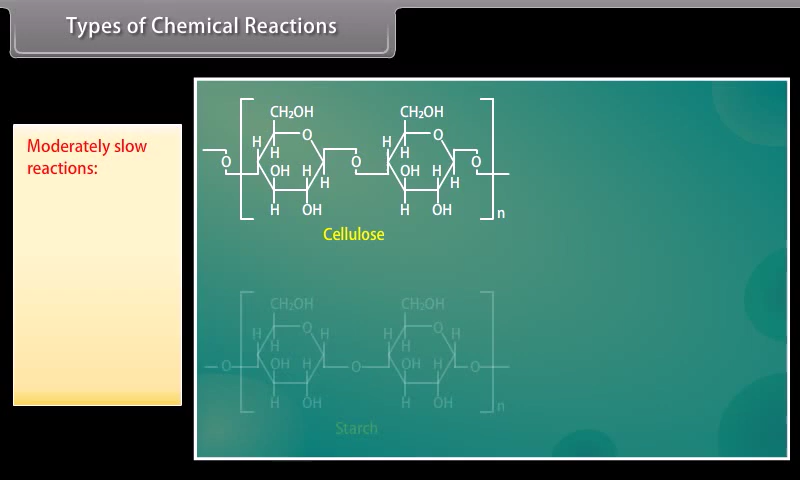 Types of Chemical Reactions
Moderately slow
reactions:
CH₂OH CH₂OH
O O
H H
H H
O OH H O OH H O
H H
H OH H OH
n
Cellulose
CH₂OH CH₂OH
O O
H H H H
H H
O OH H O OH H O
H OH H OH
n
Starch